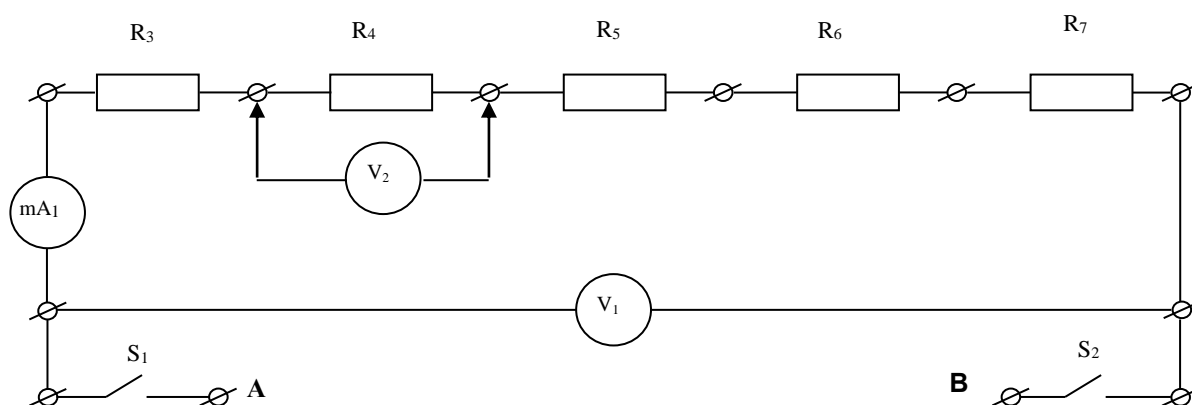 R₃ R₄ R₅ R₆ R₇
V₂
mA₁
V₁
S₁ S₂
A B